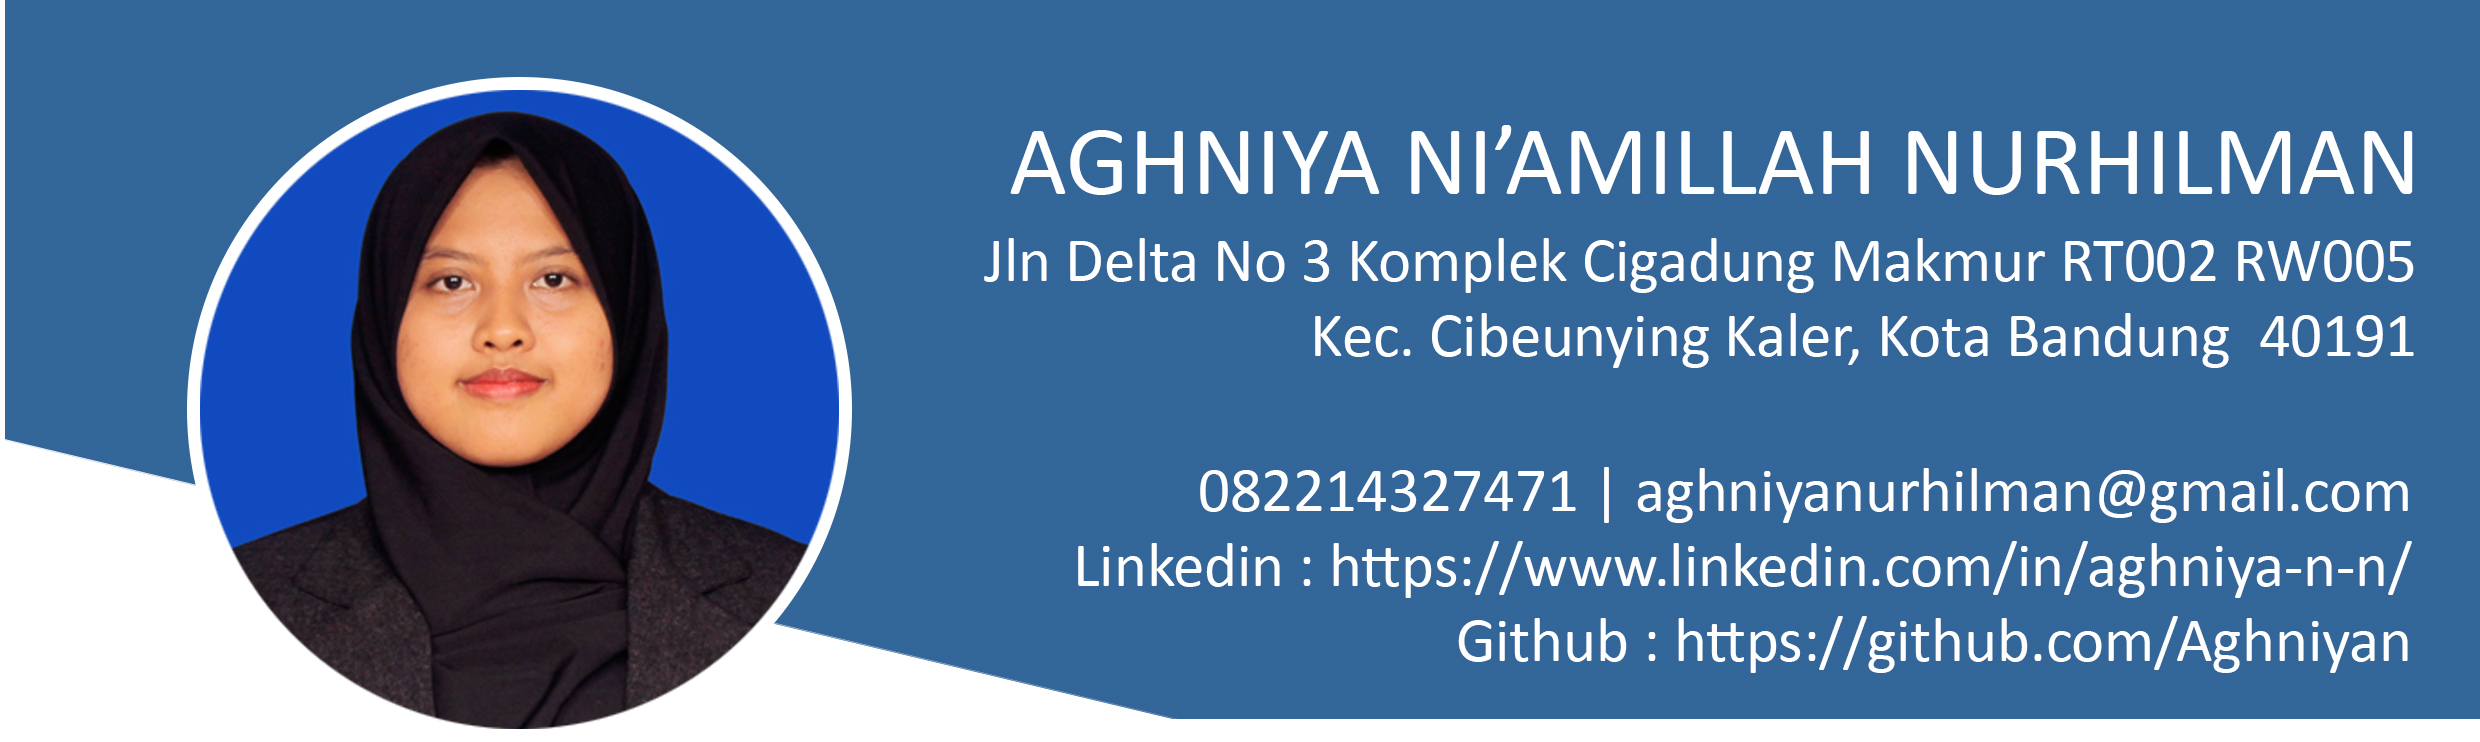 AGHNIYA NI’AMILLAH NURHILMAN
Jln Delta No 3 Komplek Cigadung Makmur RT002 RW005
Kec. Cibeunying Kaler, Kota Bandung  40191
082214327471 | aghniyanurhilman@gmail.com
Linkedin : https://www.linkedin.com/in/aghniya-n-n/
Github : https://github.com/Aghniyan